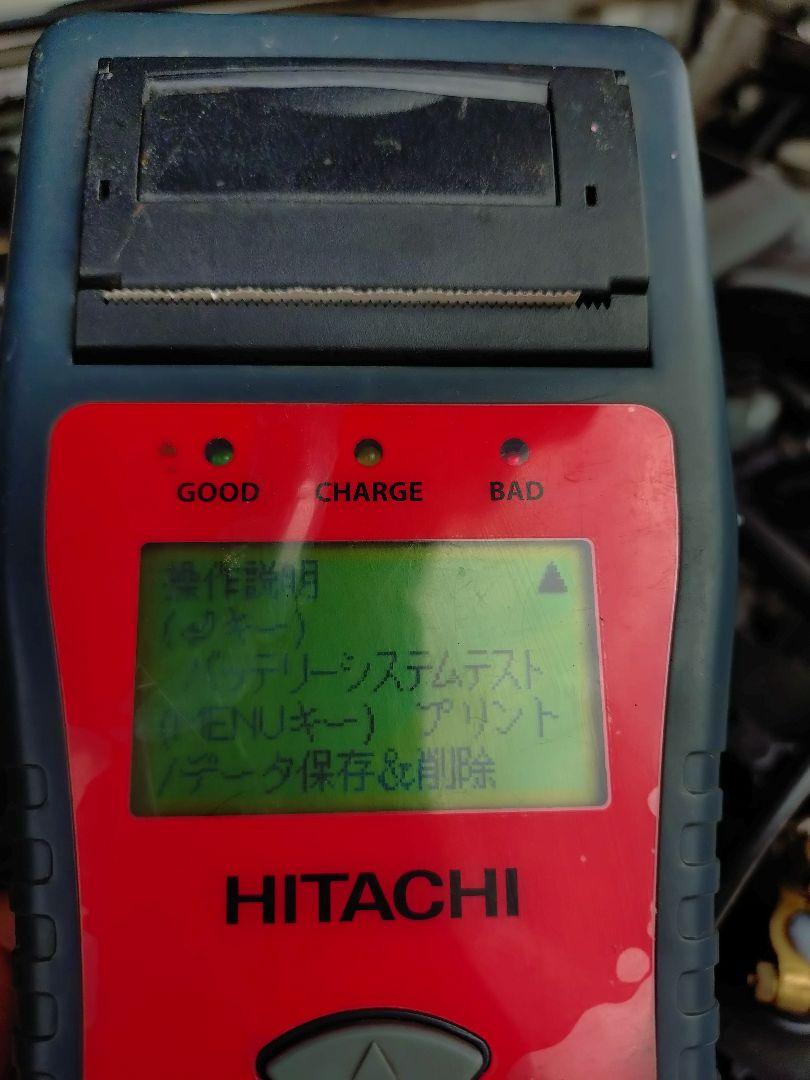 GOOD CHARGE BAD
操作説明 ▲
(⏎キー)
バッテリーシステムテスト
(MENUキー) プリント
/データ保存&削除
HITACHI